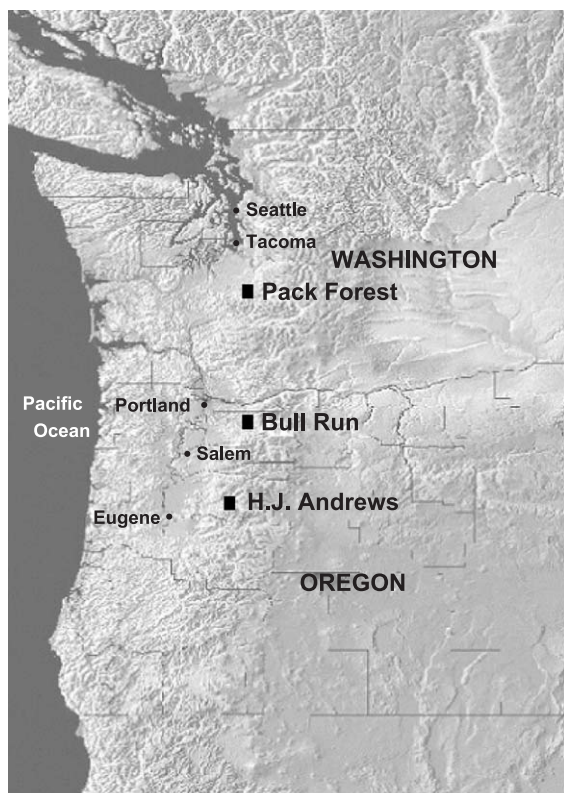 Seattle
Tacoma
WASHINGTON
Pack Forest
Pacific
Ocean
Portland
Bull Run
Salem
H.J. Andrews
Eugene
OREGON